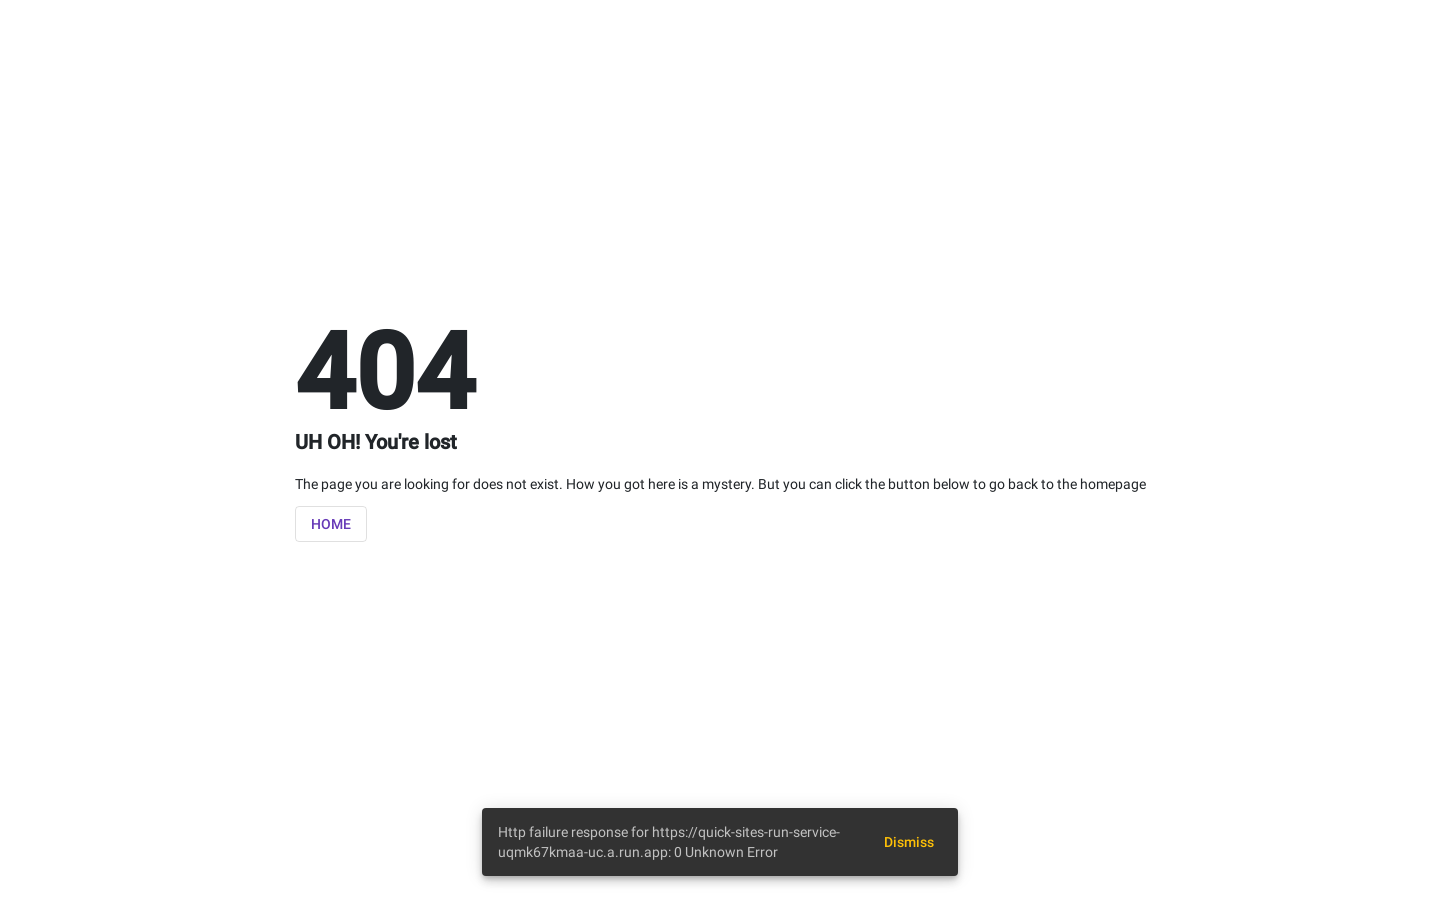 404
UH OH! You're lost
The page you are looking for does not exist. How you got here is a mystery. But you can click the button below to go back to the homepage
HOME
Http failure response for https://quick-sites-run-service-
uqmk67kmaa-uc.a.run.app: 0 Unknown Error
Dismiss